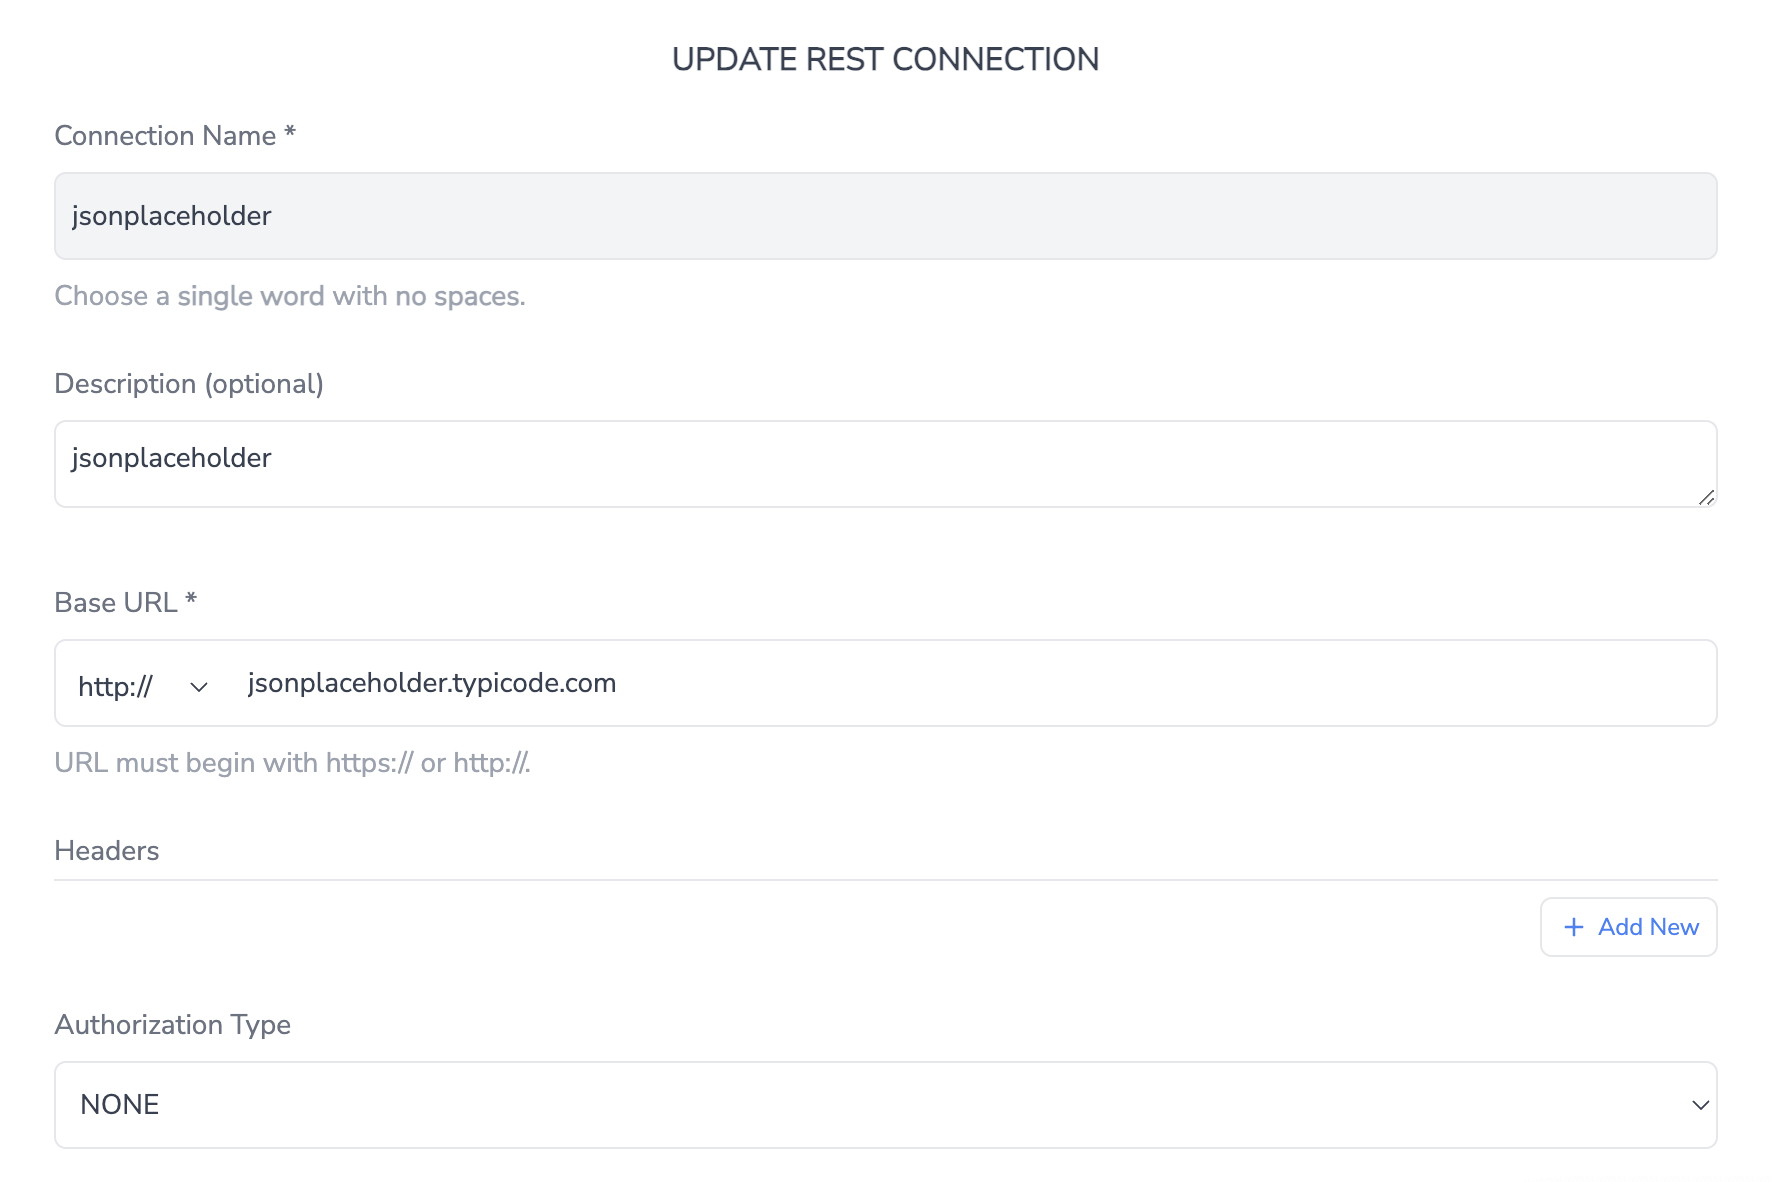 UPDATE REST CONNECTION
Connection Name *
jsonplaceholder
Choose a single word with no spaces.
Description (optional)
jsonplaceholder
Base URL *
http:// jsonplaceholder.typicode.com
URL must begin with https:// or http://.
Headers
+ Add New
Authorization Type
NONE